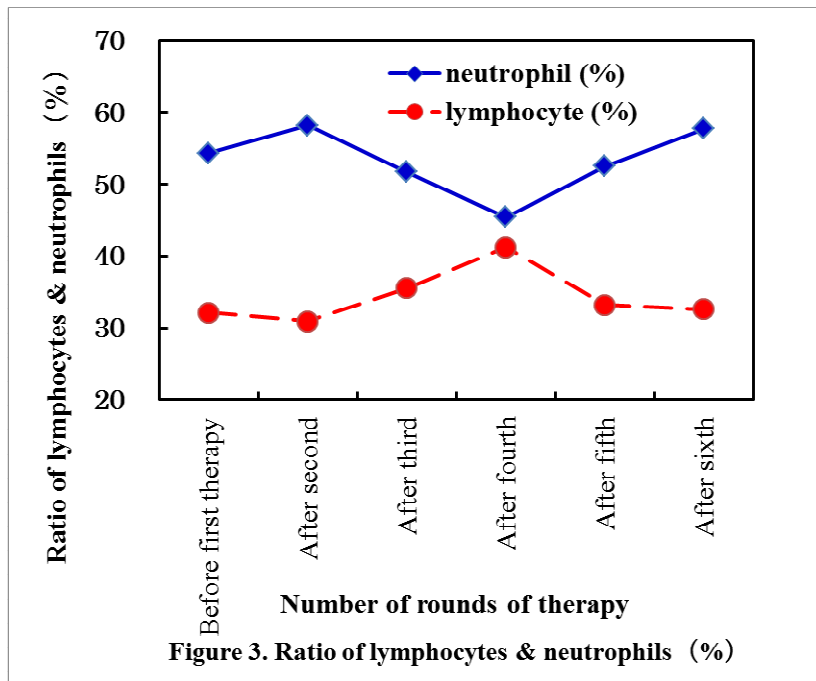 70
60
50
40
30
20
Ratio of lymphocytes & neutrophils（%）
neutrophil (%)
lymphocyte (%)
Before first therapy
After second
After third
After fourth
After fifth
After sixth
Number of rounds of therapy
Figure 3. Ratio of lymphocytes & neutrophils（%）